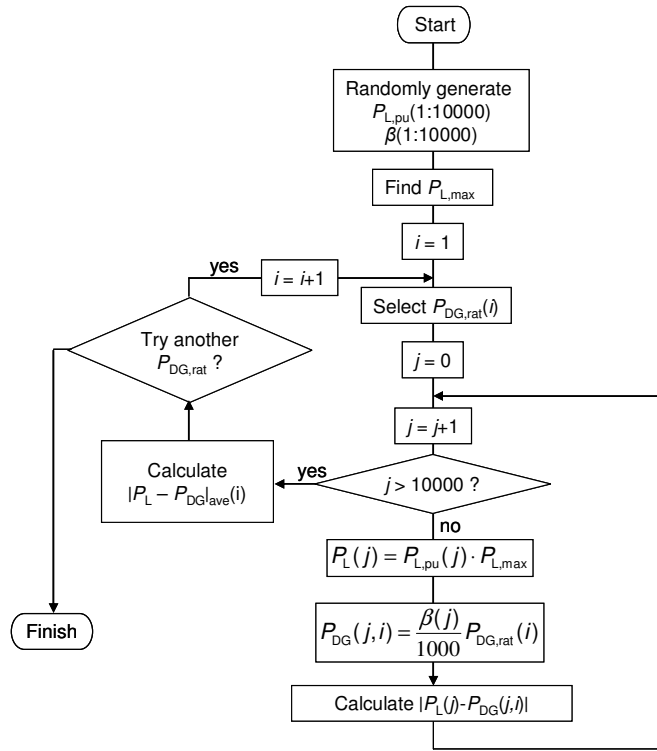 Start
Randomly generate
P_L,pu(1:10000)
β(1:10000)
Find P_L,max
i = 1
yes
i = i+1
Select P_DG,rat(i)
Try another
P_DG,rat ?
j = 0
j = j+1
Calculate
|P_L – P_DG|_ave(i)
yes
j > 10000 ?
no
P_L(j) = P_L,pu(j) · P_L,max
P_DG(j,i) = β(j)/1000 P_DG,rat(i)
Finish
Calculate |P_L(j)-P_DG(j,i)|